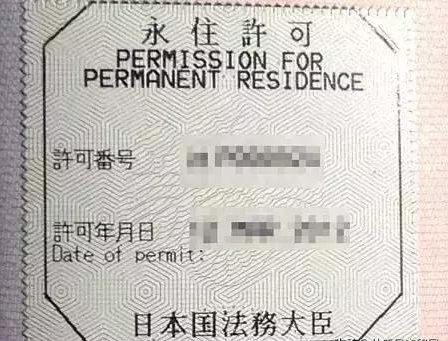 永住許可
PERMISSION FOR
PERMANENT RESIDENCE
許可番号
許可年月日
Date of permit:
日本国法務大臣